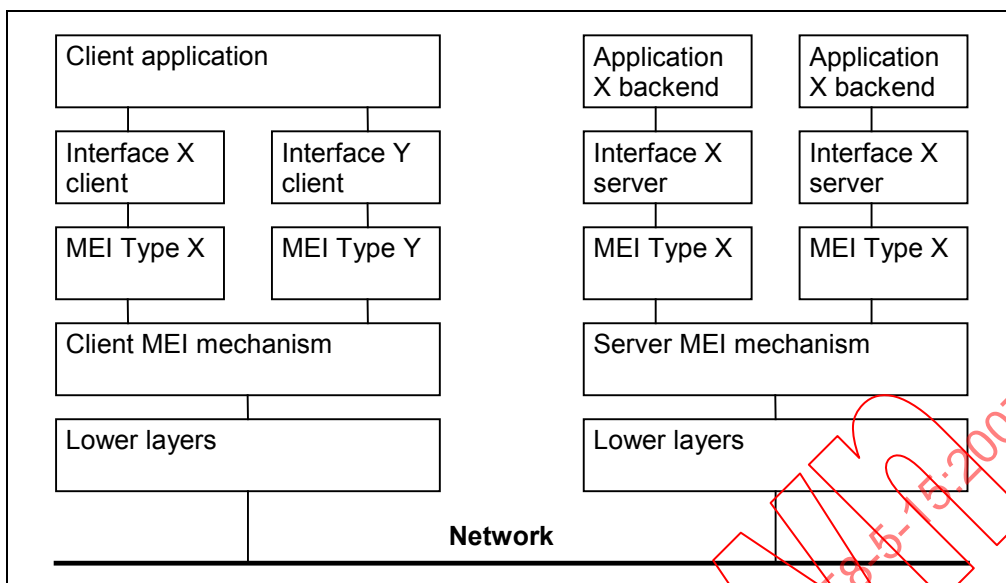 Client application
Application
X backend
Application
X backend
Interface X
client
Interface Y
client
Interface X
server
Interface X
server
MEI Type X
MEI Type Y
MEI Type X
MEI Type X
Client MEI mechanism
Server MEI mechanism
Lower layers
Lower layers
Network